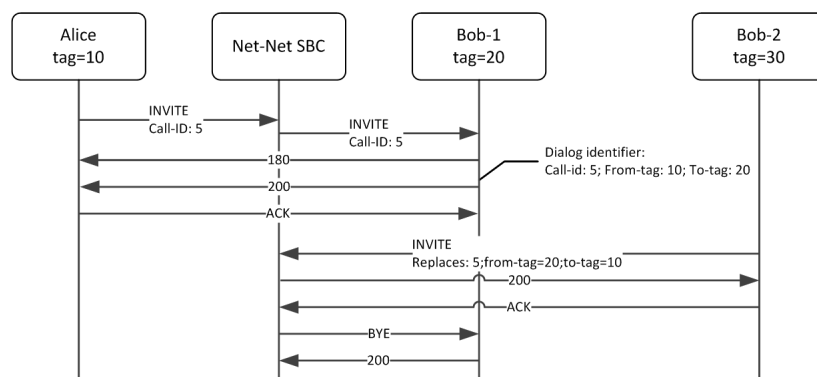 Alice
tag=10
Net-Net SBC
Bob-1
tag=20
Bob-2
tag=30
INVITE
Call-ID: 5
INVITE
Call-ID: 5
180
Dialog identifier:
Call-id: 5; From-tag: 10; To-tag: 20
200
ACK
INVITE
Replaces: 5;from-tag=20;to-tag=10
200
ACK
BYE
200